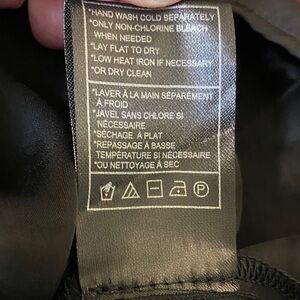 *HAND WASH COLD SEPARATELY
*ONLY NON-CHLORINE BLEACH
WHEN NEEDED
*LAY FLAT TO DRY
*LOW HEAT IRON IF NECESSARY
*OR DRY CLEAN
*LAVER À LA MAIN SÉPARÉMENT
À FROID
*JAVEL SANS CHLORE SI
NÉCESSAIRE
*SÉCHAGE À PLAT
*REPASSAGE À BASSE
TEMPÉRATURE SI NÉCESSAIRE
*OU NETTOYAGE À SEC
P